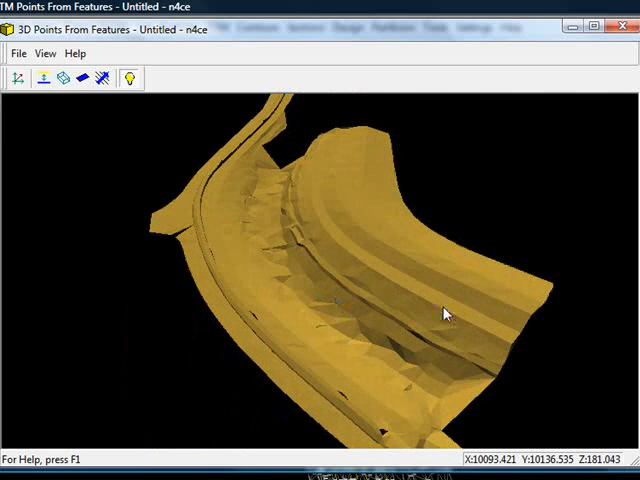 TM Points From Features - Untitled - n4ce
3D Points From Features - Untitled - n4ce
File View Help
For Help, press F1
X:10093.421 Y:10136.535 Z:181.043